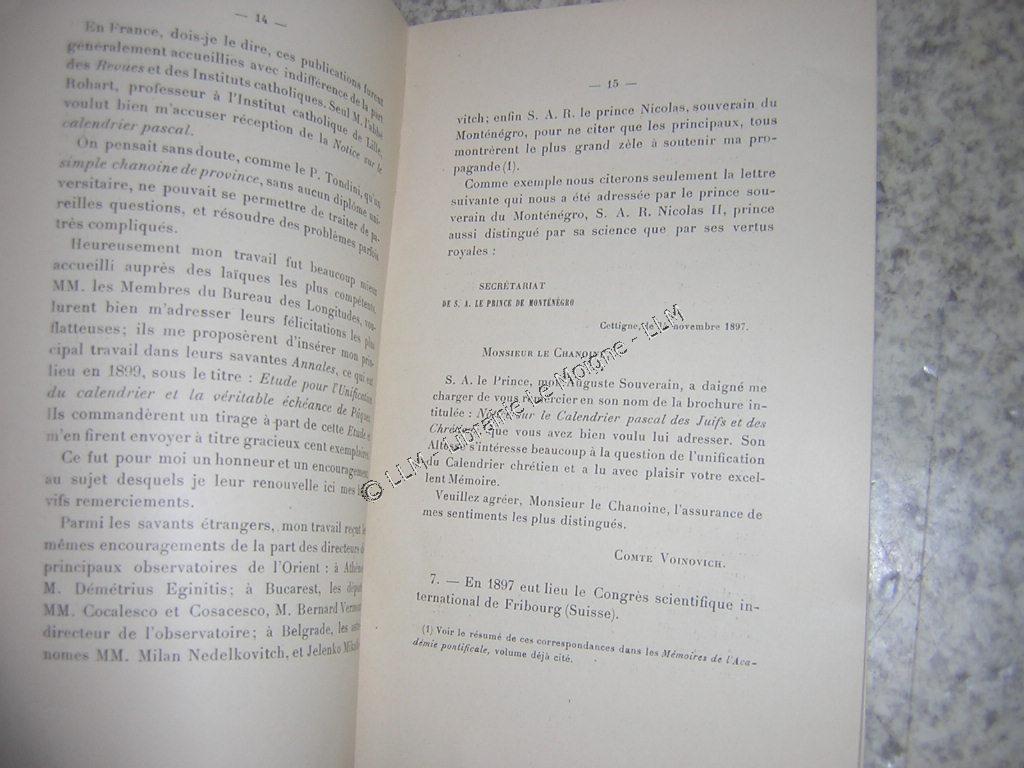 — 14 —
En France, dois-je le dire, ces publications furent
généralement accueillies avec indifférence de la part
des Revues et des Instituts catholiques. Seul M. l'abbé
Rohart, professeur à l'Institut catholique de Lille,
voulut bien m'accuser réception de la Notice sur le
calendrier pascal.
On pensait sans doute, comme le P. Tondini, qu'un
simple chanoine de province, sans aucun diplôme uni-
versitaire, ne pouvait se permettre de traiter de pa-
reilles questions, et résoudre des problèmes parfois
très compliqués.
Heureusement mon travail fut beaucoup mieux
accueilli auprès des laïques les plus compétents.
MM. les Membres du Bureau des Longitudes, vou-
lurent bien m'adresser leurs félicitations les plus
flatteuses; ils me proposèrent d'insérer mon prin-
cipal travail dans leurs savantes Annales, ce qui eut
lieu en 1899, sous le titre : Etude pour l'Unification
du calendrier et la véritable échéance de Pâques
Ils commandèrent un tirage à part de cette Etude et
m'en firent envoyer à titre gracieux cent exemplaires
Ce fut pour moi un honneur et un encouragement
au sujet desquels je leur renouvelle ici mes
vifs remerciements.
Parmi les savants étrangers, mon travail reçut
mêmes encouragements de la part des directeurs
principaux observatoires de l'Orient : à Athènes
M. Démétrius Eginitis; à Bucarest, les
MM. Cocalesco et Cosacesco, M. Bernard
directeur de l'observatoire; à Belgrade, les
nomes MM. Milan Nedelkovitch, et Jelenko
— 15 —
vitch; enfin S. A. R. le prince Nicolas, souverain du
Monténégro, pour ne citer que les principaux, tous
montrèrent le plus grand zèle à soutenir ma pro-
pagande (1).
Comme exemple nous citerons seulement la lettre
suivante qui nous a été adressée par le prince sou-
verain du Monténégro, S. A. R. Nicolas II, prince
aussi distingué par sa science que par ses vertus
royales :
SECRÉTARIAT
DE S. A. LE PRINCE DE MONTÉNÉGRO
Cettigne, le novembre 1897.
MONSIEUR LE CHANOINE
S. A. le Prince, mon Auguste Souverain, a daigné me
charger de vous remercier en son nom de la brochure in-
titulée : Notice sur le Calendrier pascal des Juifs et des
Chrétiens que vous avez bien voulu lui adresser. Son
Altesse s'intéresse beaucoup à la question de l'unification
du Calendrier chrétien et a lu avec plaisir votre excel-
lent Mémoire.
Veuillez agréer, Monsieur le Chanoine, l'assurance de
mes sentiments les plus distingués.
COMTE VOINOVICH.
7. — En 1897 eut lieu le Congrès scientifique in-
ternational de Fribourg (Suisse).
(1) Voir le résumé de ces correspondances dans les Mémoires de l'Aca-
démie pontificale, volume déjà cité.
© LLM - Librairie Le Moigne - LLM